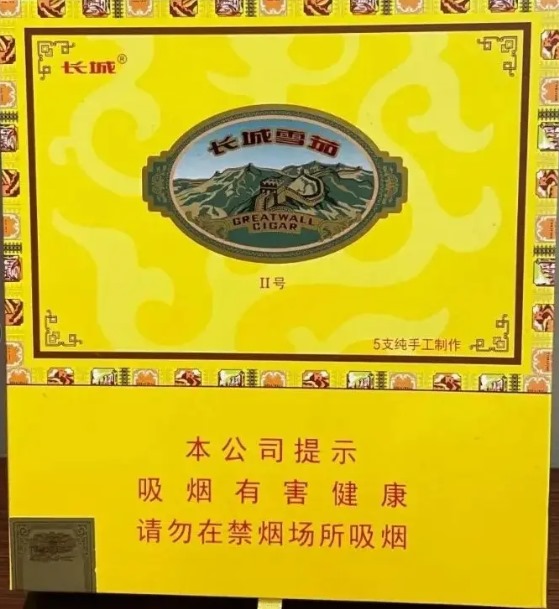 长城®
长城雪茄
GREATWALL
CIGAR
II号
5支纯手工制作
本公司提示
吸烟有害健康
请勿在禁烟场所吸烟